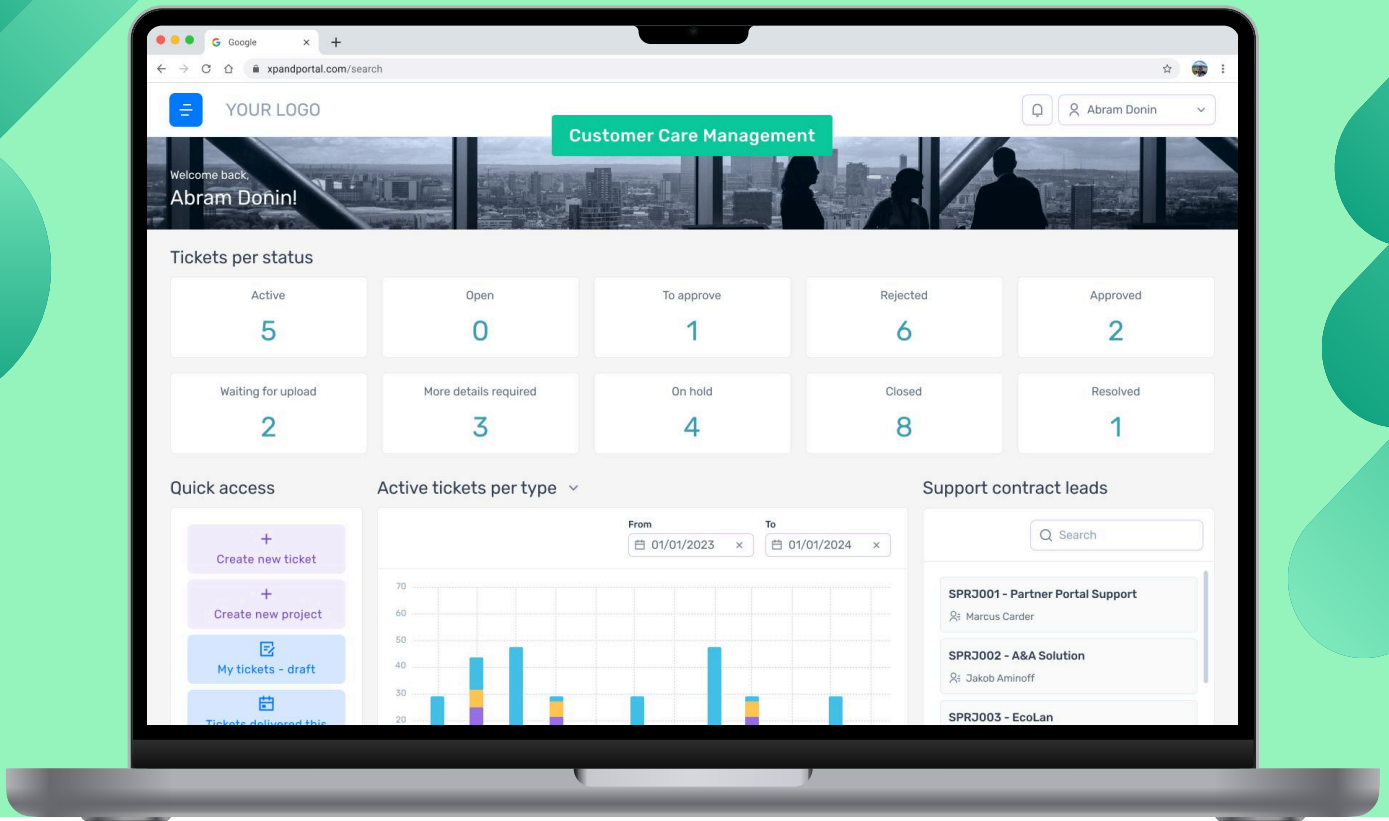 Google
xpandportal.com/search
YOUR LOGO
Abram Donin
Customer Care Management
Welcome back,
Abram Donin!
Tickets per status
Active
5
Open
0
To approve
1
Rejected
6
Approved
2
Waiting for upload
2
More details required
3
On hold
4
Closed
8
Resolved
1
Quick access
Create new ticket
Create new project
My tickets - draft
Tickets delivered this
Active tickets per type
From
01/01/2023
To
01/01/2024
70
60
50
40
30
20
Support contract leads
Search
SPRJ001 - Partner Portal Support
Marcus Carder
SPRJ002 - A&A Solution
Jakob Aminoff
SPRJ003 - EcoLan